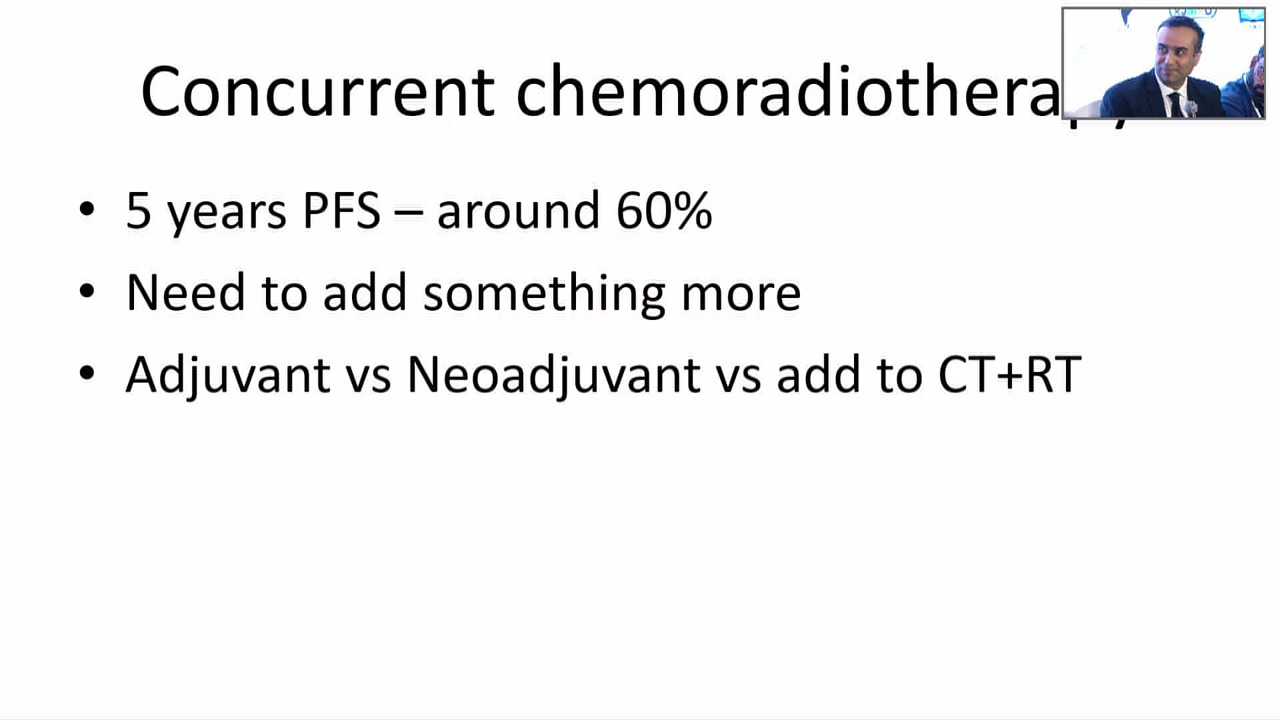 Concurrent chemoradiotherapy
• 5 years PFS – around 60%
• Need to add something more
• Adjuvant vs Neoadjuvant vs add to CT+RT